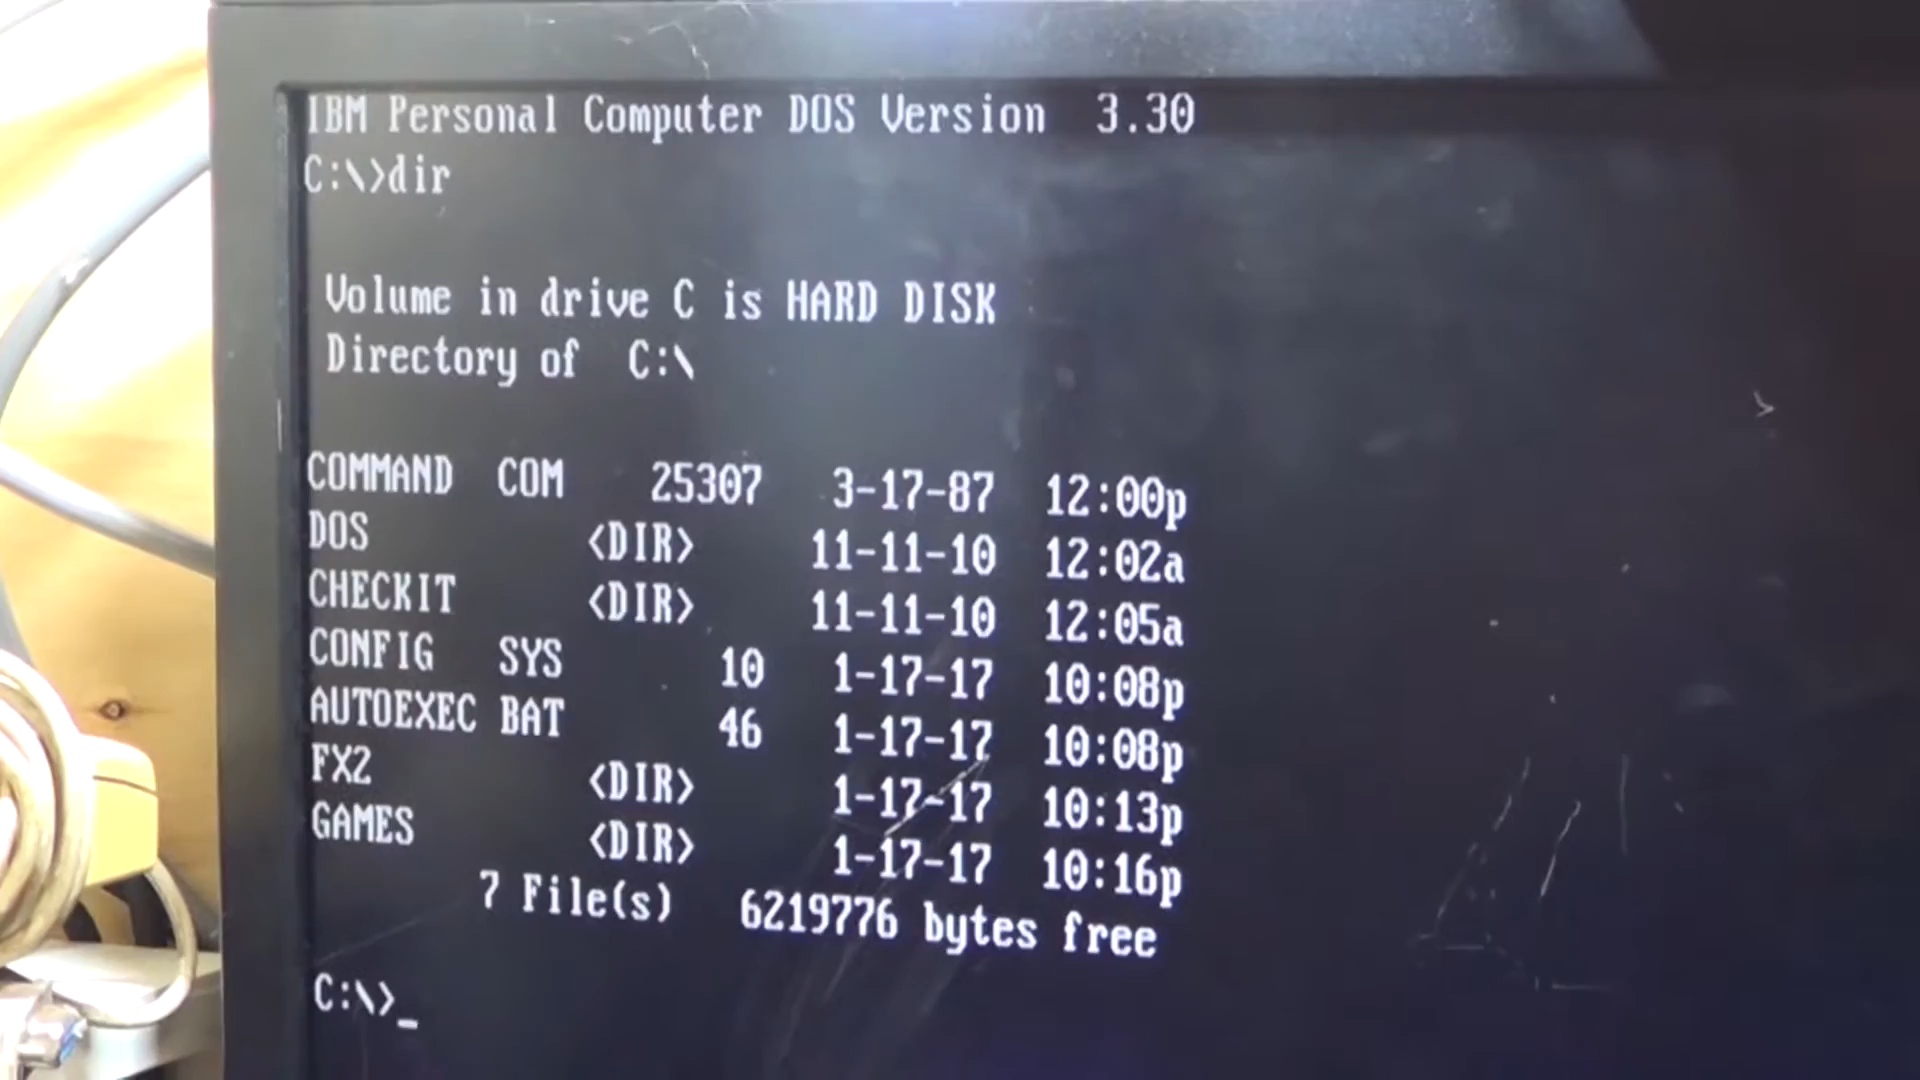 IBM Personal Computer DOS Version  3.30
C:\>dir
Volume in drive C is HARD DISK
Directory of  C:\
COMMAND  COM    25307   3-17-87  12:00p
DOS          <DIR>     11-11-10  12:02a
CHECKIT      <DIR>     11-11-10  12:05a
CONFIG   SYS       10   1-17-17  10:08p
AUTOEXEC BAT       46   1-17-17  10:08p
FX2          <DIR>      1-17-17  10:13p
GAMES        <DIR>      1-17-17  10:16p
7 File(s)   6219776 bytes free
C:\>_